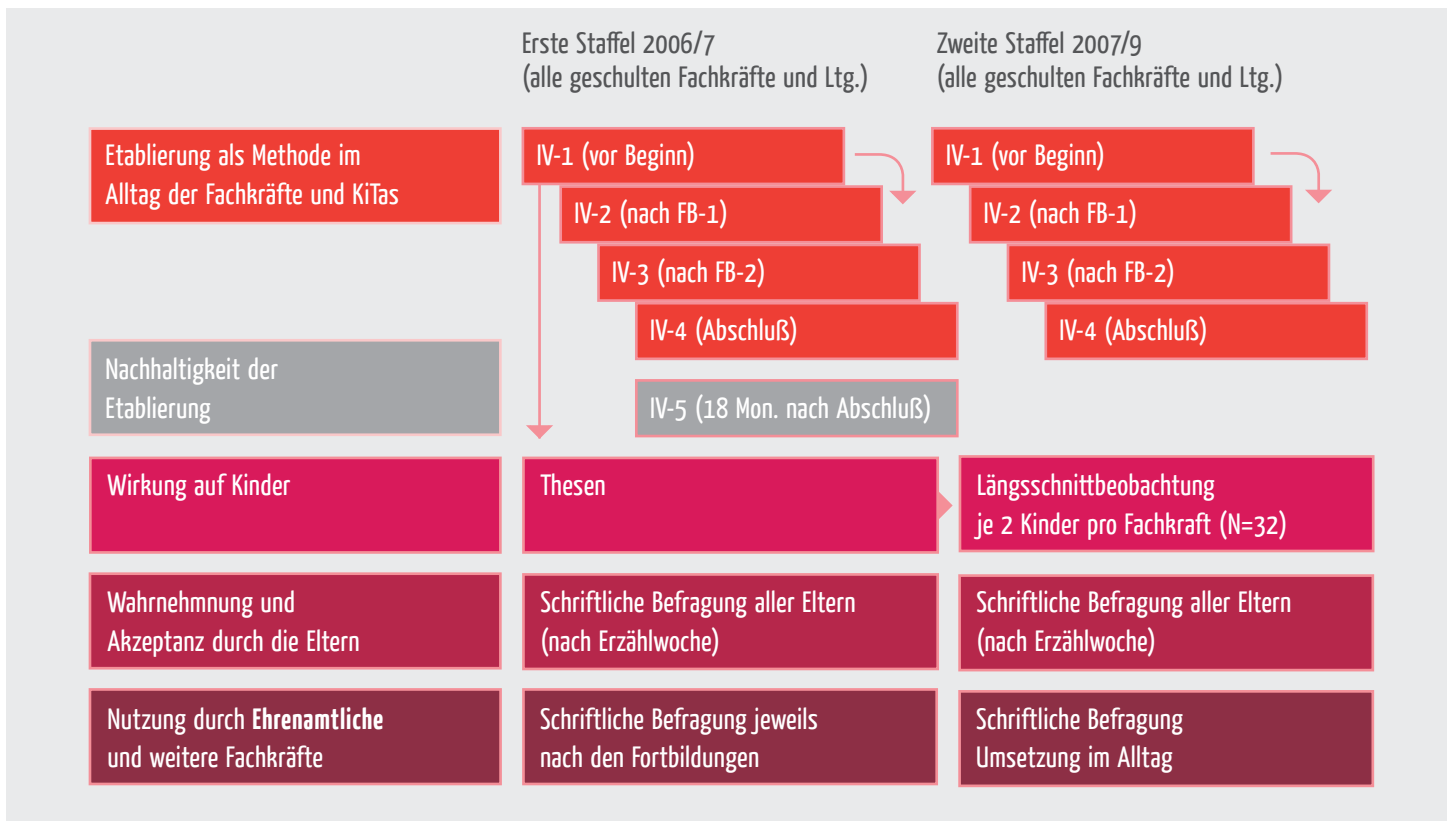 Erste Staffel 2006/7
(alle geschulten Fachkräfte und Ltg.)
Zweite Staffel 2007/9
(alle geschulten Fachkräfte und Ltg.)
Etablierung als Methode im
Alltag der Fachkräfte und KiTas
IV-1 (vor Beginn)
IV-2 (nach FB-1)
IV-3 (nach FB-2)
IV-4 (Abschluß)
IV-1 (vor Beginn)
IV-2 (nach FB-1)
IV-3 (nach FB-2)
IV-4 (Abschluß)
Nachhaltigkeit der
Etablierung
IV-5 (18 Mon. nach Abschluß)
Wirkung auf Kinder
Thesen
Längsschnittbeobachtung
je 2 Kinder pro Fachkraft (N=32)
Wahrnehmnung und
Akzeptanz durch die Eltern
Schriftliche Befragung aller Eltern
(nach Erzählwoche)
Schriftliche Befragung aller Eltern
(nach Erzählwoche)
Nutzung durch Ehrenamtliche
und weitere Fachkräfte
Schriftliche Befragung jeweils
nach den Fortbildungen
Schriftliche Befragung
Umsetzung im Alltag